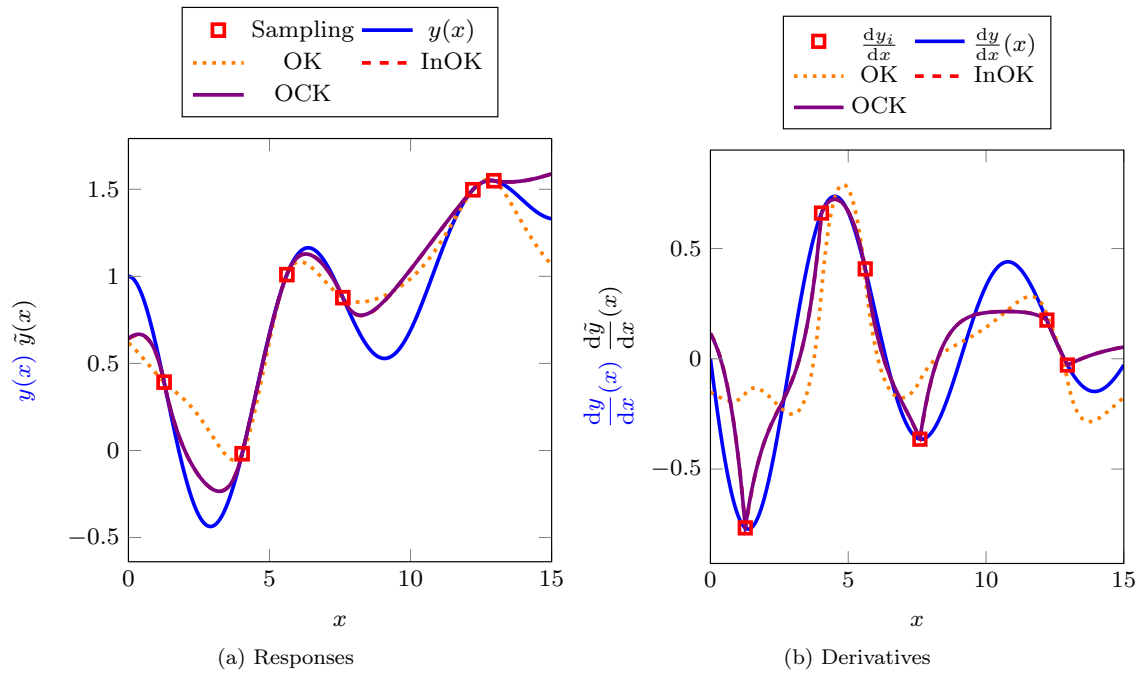 Sampling y(x)
OK InOK
OCK
1.5
1
0.5
0
−0.5
0 5 10 15
y(x) ỹ(x)
x
(a) Responses
dy_i/dx dy/dx(x)
OK InOK
OCK
0.5
0
−0.5
0 5 10 15
dy/dx(x) dỹ/dx(x)
x
(b) Derivatives